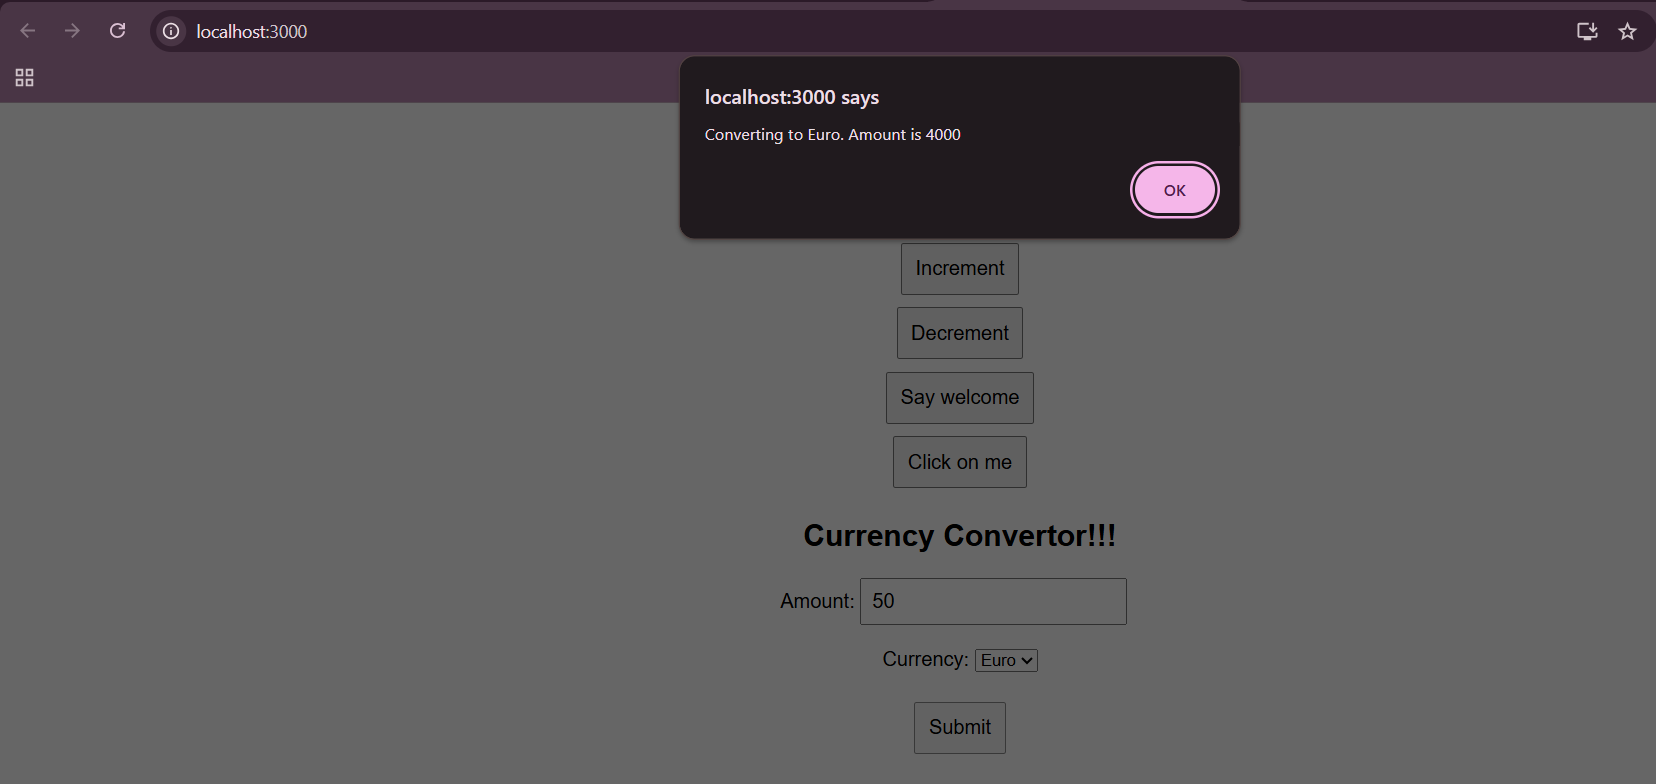 localhost:3000
localhost:3000 says
Converting to Euro. Amount is 4000
OK
Increment
Decrement
Say welcome
Click on me
Currency Convertor!!!
Amount: 50
Currency: Euro
Submit